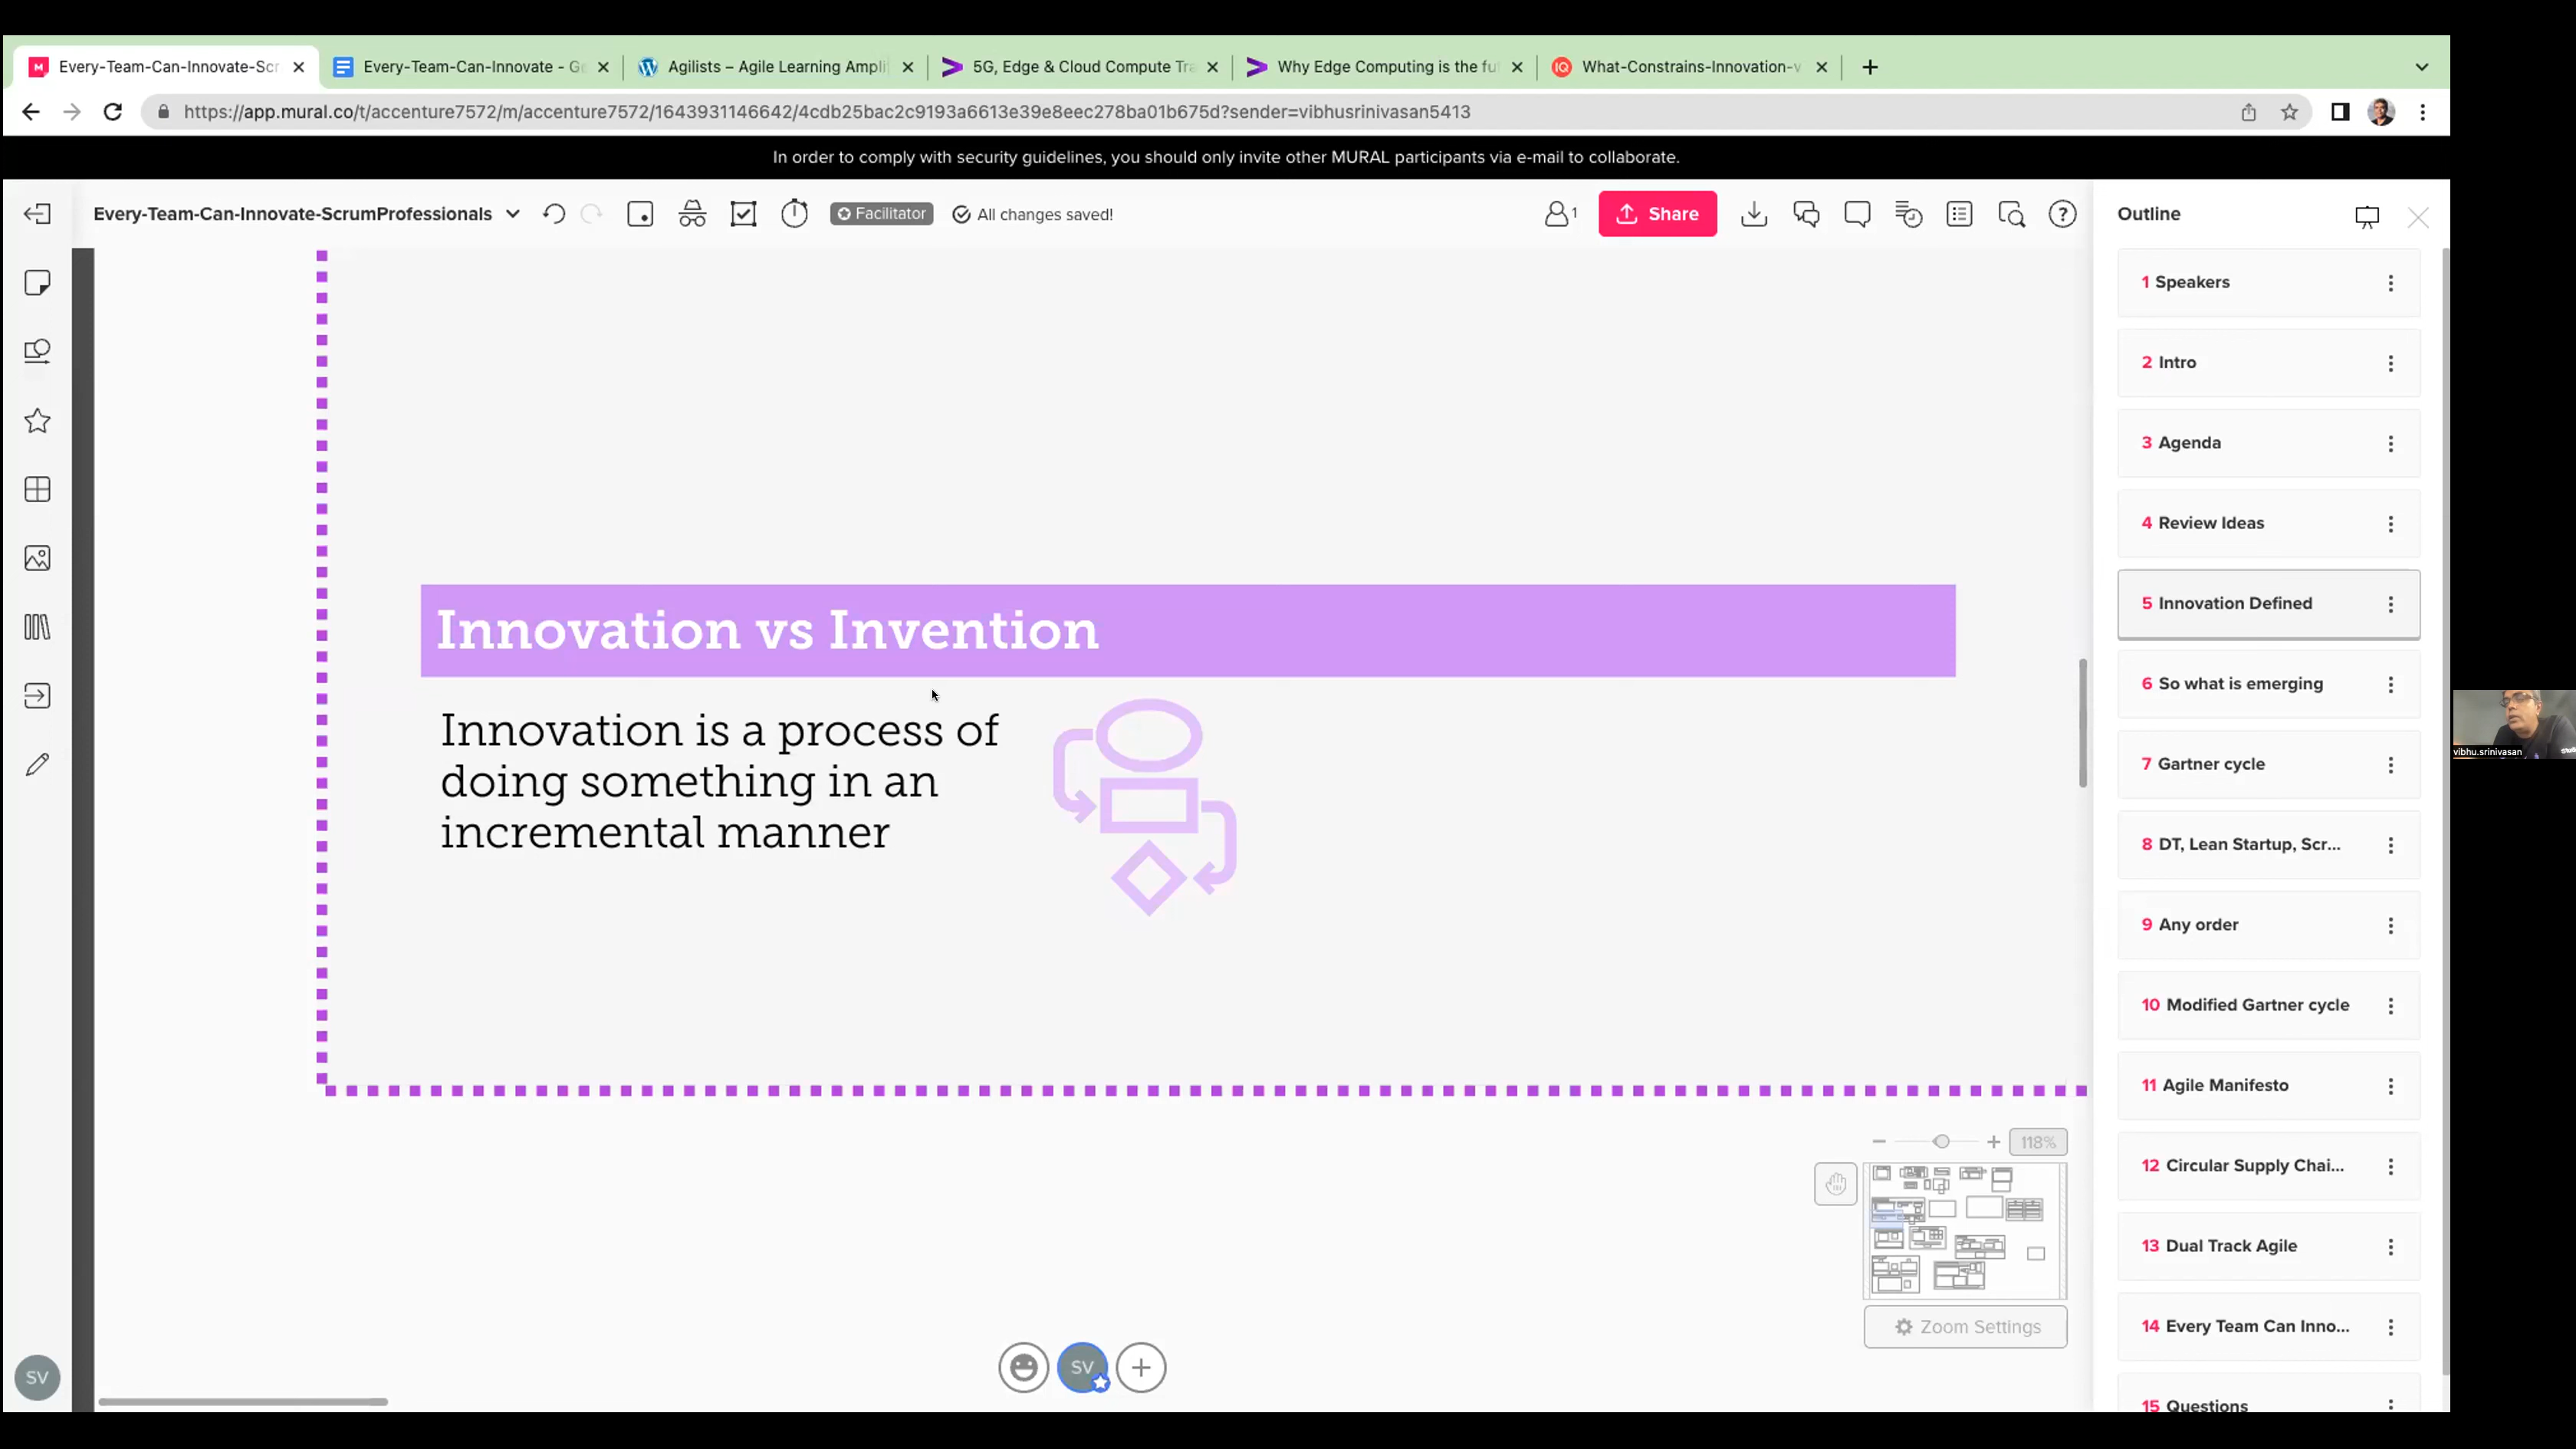 Every-Team-Can-Innovate-Scr
Every-Team-Can-Innovate - G
Agilists – Agile Learning Ampli
5G, Edge & Cloud Compute Tra
Why Edge Computing is the fu
What-Constrains-Innovation-v
https://app.mural.co/t/accenture7572/m/accenture7572/1643931146642/4cdb25bac2c9193a6613e39e8eec278ba01b675d?sender=vibhusrinivasan5413
In order to comply with security guidelines, you should only invite other MURAL participants via e-mail to collaborate.
Every-Team-Can-Innovate-ScrumProfessionals
Facilitator
All changes saved!
1
Share
Outline
1 Speakers
2 Intro
3 Agenda
4 Review Ideas
5 Innovation Defined
6 So what is emerging
7 Gartner cycle
8 DT, Lean Startup, Scr...
9 Any order
10 Modified Gartner cycle
11 Agile Manifesto
12 Circular Supply Chai...
13 Dual Track Agile
14 Every Team Can Inno...
15 Questions
Innovation vs Invention
Innovation is a process of
doing something in an
incremental manner
118%
Zoom Settings
SV
SV
vibhu.srinivasan